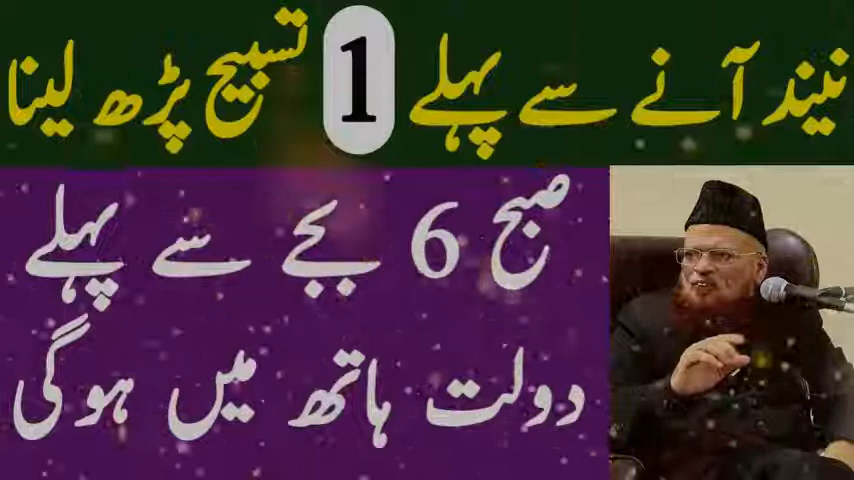 نیند آنے سے پہلے 1 تسبیح پڑھ لینا
صبح 6 بجے سے پہلے
دولت ہاتھ میں ہوگی